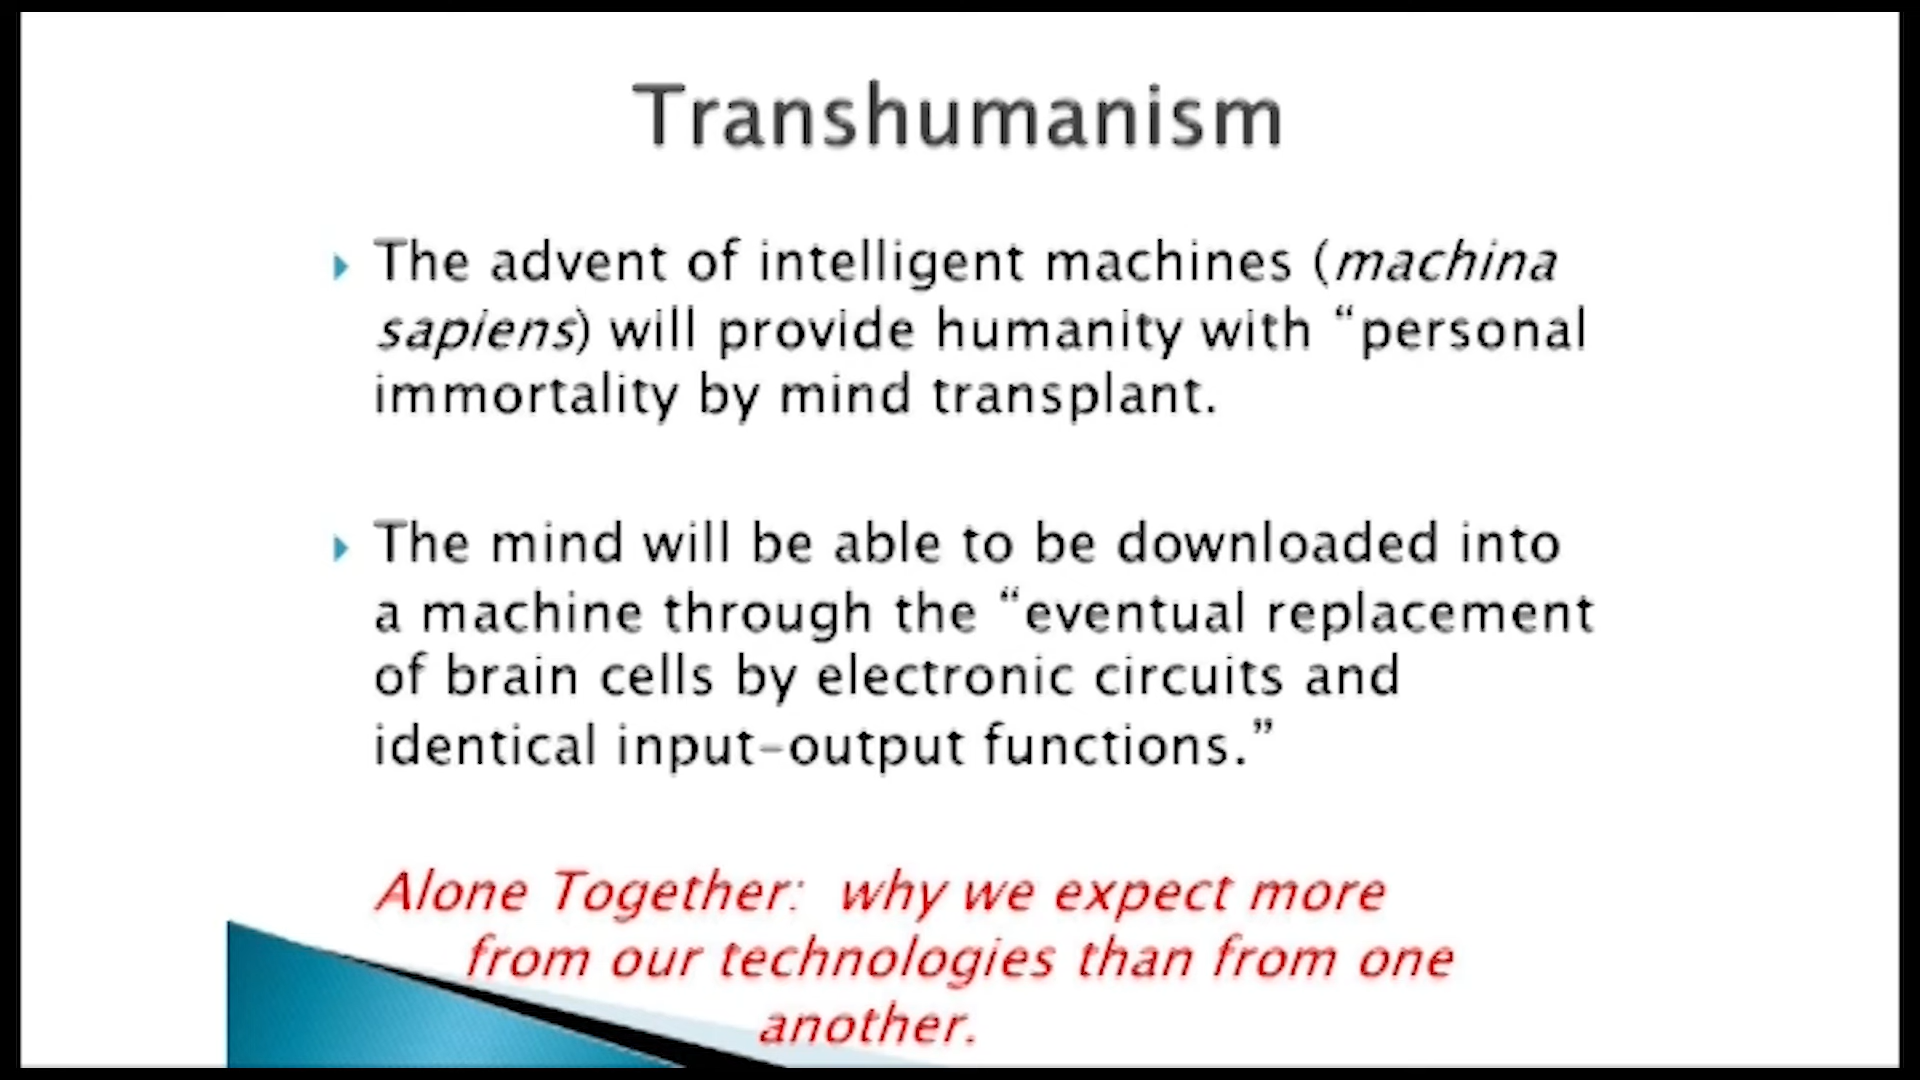 Transhumanism
The advent of intelligent machines (machina
sapiens) will provide humanity with “personal
immortality by mind transplant.
The mind will be able to be downloaded into
a machine through the “eventual replacement
of brain cells by electronic circuits and
identical input-output functions.”
Alone Together:  why we expect more
from our technologies than from one
another.